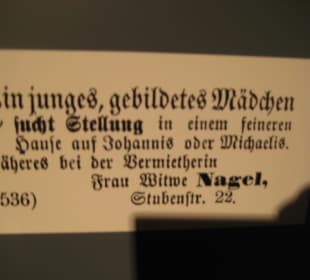 in junges, gebildetes Mädchen
sucht Stellung in einem feineren
Hause auf Johannis oder Michaelis.
äheres bei der Vermietherin
Frau Witwe Nagel,
536) Stubenstr. 22.